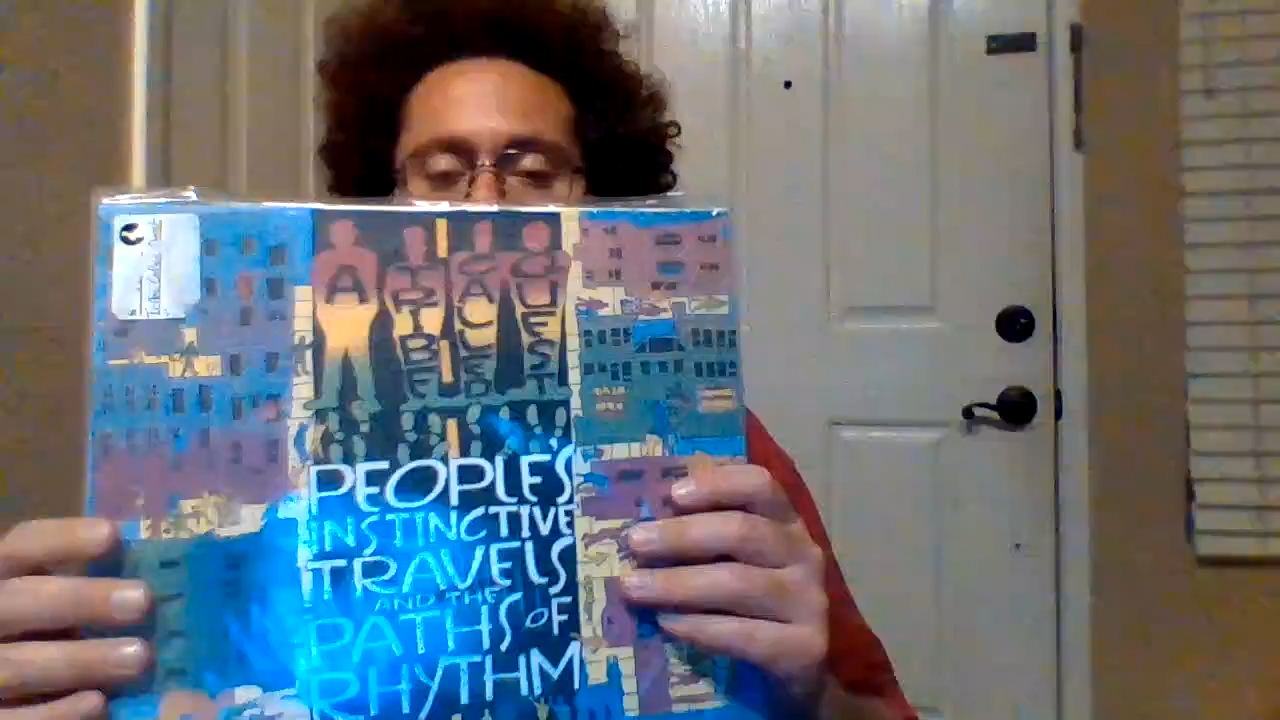 A TRIBE CALLED QUEST
PEOPLE'S
INSTINCTIVE
TRAVELS
AND THE
PATHS OF
RHYTHM